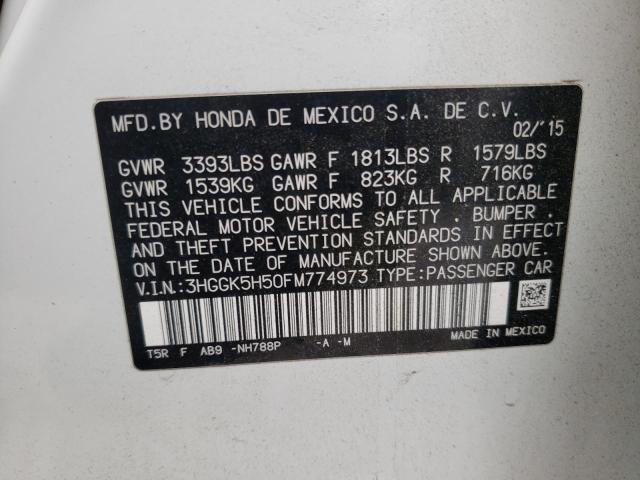 MFD.BY HONDA DE MEXICO S.A. DE C.V.
02/'15
GVWR 3393LBS GAWR F 1813LBS R 1579LBS
GVWR 1539KG GAWR F 823KG R 716KG
THIS VEHICLE CONFORMS TO ALL APPLICABLE
FEDERAL MOTOR VEHICLE SAFETY . BUMPER .
AND THEFT PREVENTION STANDARDS IN EFFECT
ON THE DATE OF MANUFACTURE SHOWN ABOVE.
V.I.N.:3HGGK5H50FM774973 TYPE:PASSENGER CAR
T5R F AB9 -NH788P -A -M
MADE IN MEXICO